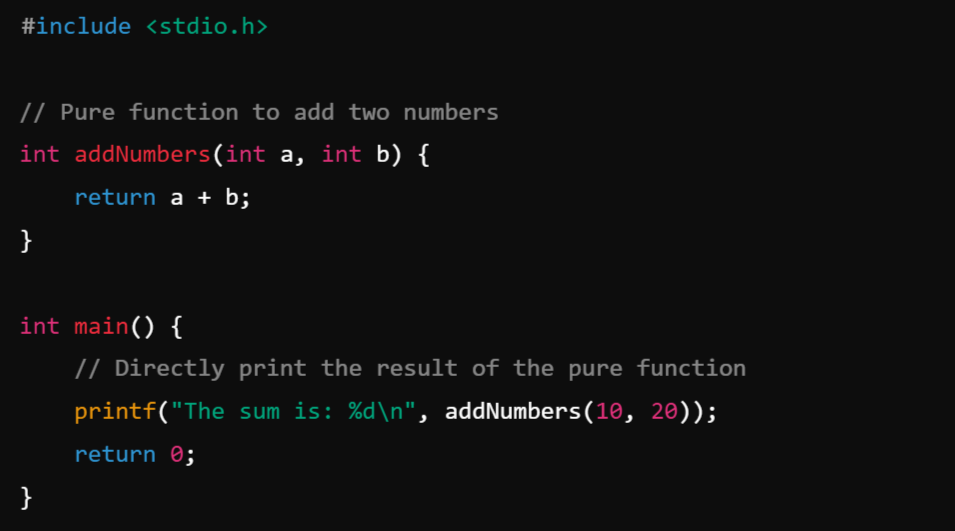 #include <stdio.h>
// Pure function to add two numbers
int addNumbers(int a, int b) {
    return a + b;
}
int main() {
    // Directly print the result of the pure function
    printf("The sum is: %d\n", addNumbers(10, 20));
    return 0;
}